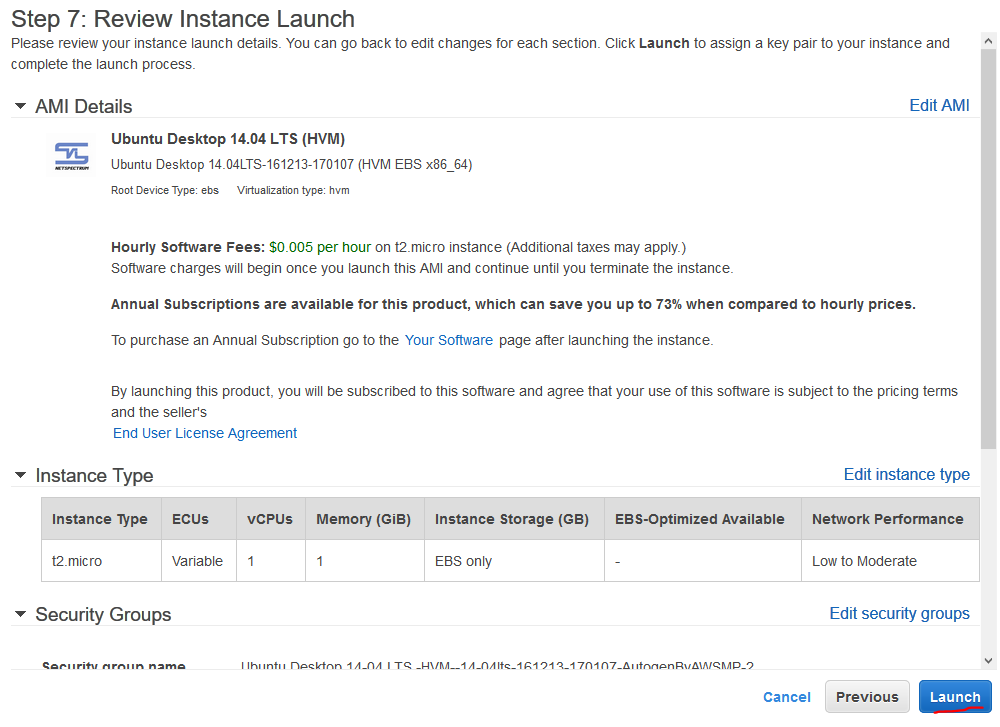 Step 7: Review Instance Launch
Please review your instance launch details. You can go back to edit changes for each section. Click Launch to assign a key pair to your instance and
complete the launch process.
AMI Details
Edit AMI
NETSPECTRUM
Ubuntu Desktop 14.04 LTS (HVM)
Ubuntu Desktop 14.04LTS-161213-170107 (HVM EBS x86_64)
Root Device Type: ebs Virtualization type: hvm
Hourly Software Fees: $0.005 per hour on t2.micro instance (Additional taxes may apply.)
Software charges will begin once you launch this AMI and continue until you terminate the instance.
Annual Subscriptions are available for this product, which can save you up to 73% when compared to hourly prices.
To purchase an Annual Subscription go to the Your Software page after launching the instance.
By launching this product, you will be subscribed to this software and agree that your use of this software is subject to the pricing terms
and the seller's
End User License Agreement
Instance Type
Edit instance type
Instance Type ECUs vCPUs Memory (GiB) Instance Storage (GB) EBS-Optimized Available Network Performance
t2.micro Variable 1 1 EBS only - Low to Moderate
Security Groups
Edit security groups
Security group name Ubuntu Desktop 14-04 LTS -HVM--14-04lts-161213-170107-AutogenByAWSMP-2
Cancel Previous Launch